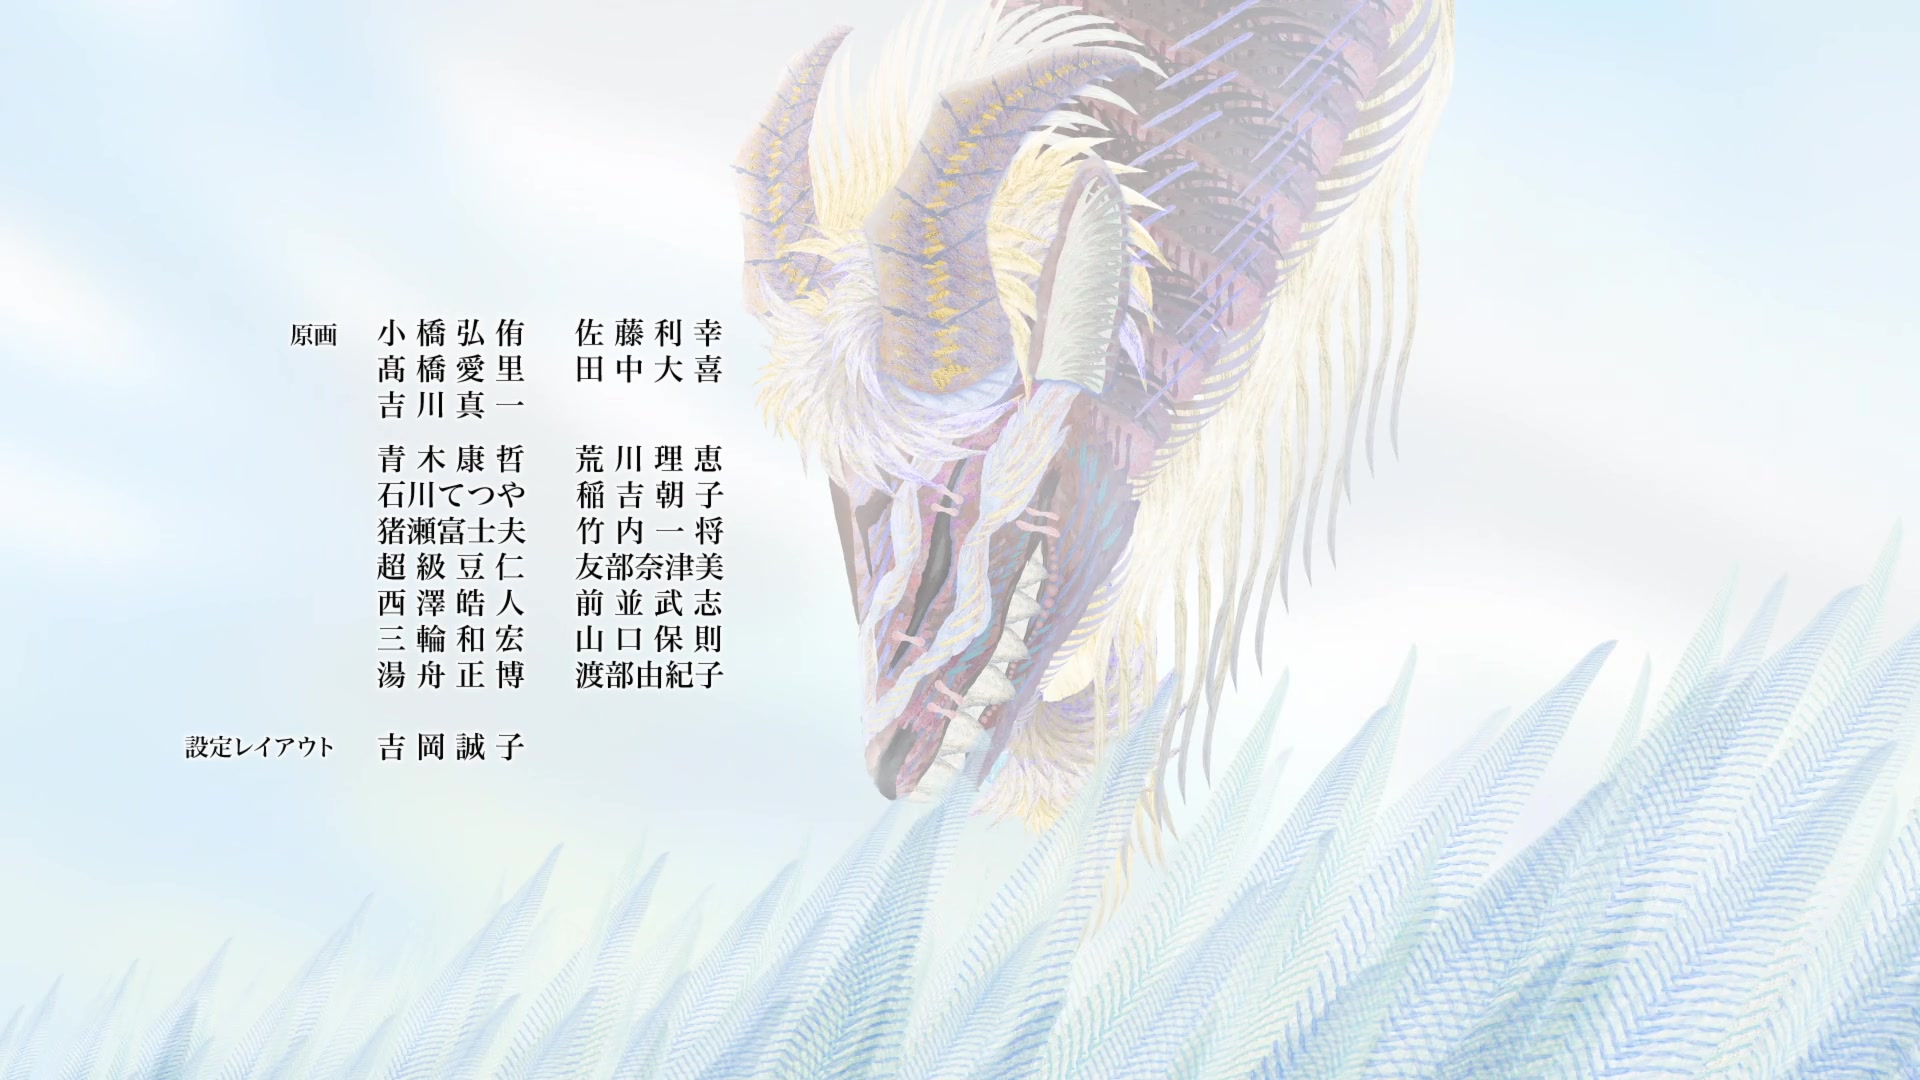 原画 小橋弘侑 佐藤利幸
髙橋愛里 田中大喜
吉川真一
青木康哲 荒川理恵
石川てつや 稲吉朝子
猪瀬富士夫 竹内一将
超級豆仁 友部奈津美
西澤皓人 前並武志
三輪和宏 山口保則
湯舟正博 渡部由紀子
設定レイアウト 吉岡誠子